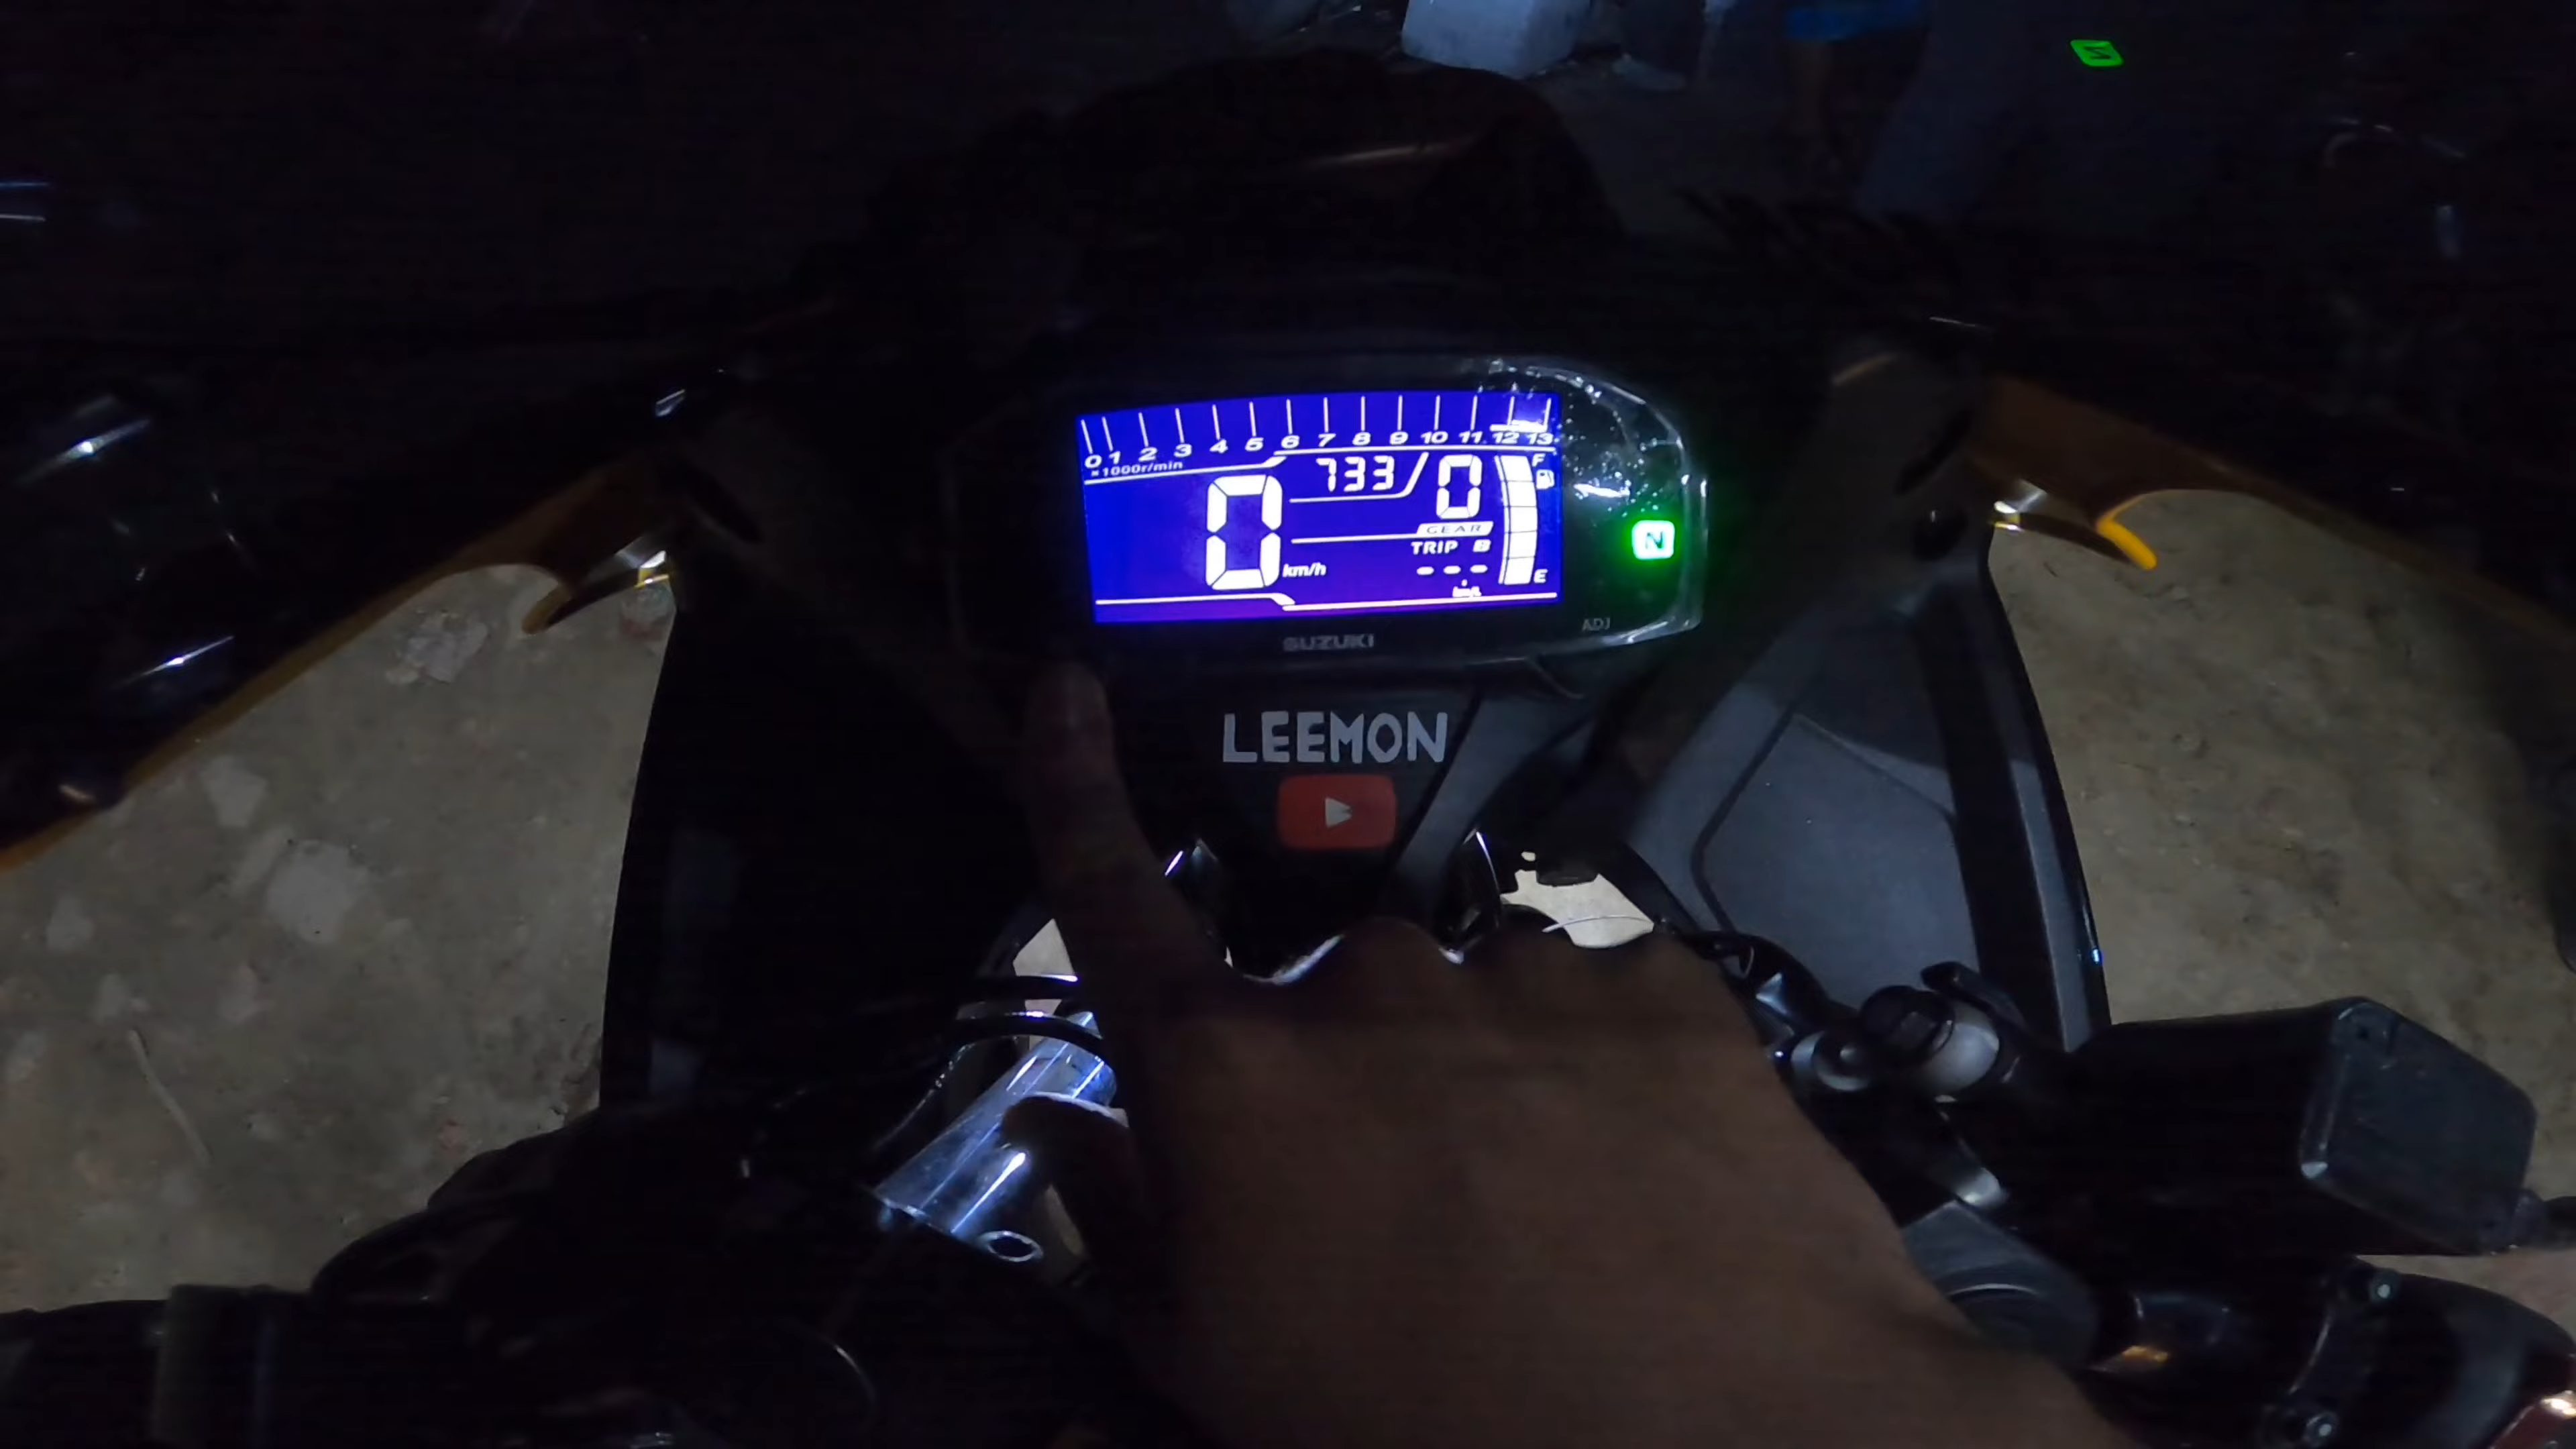 0 1 2 3 4 5 6 7 8 9 10 11 12 13
×1000r/min
733/0
F
0 km/h
GEAR
TRIP B
---
km/L
E
N
ADJ
SUZUKI
LEEMON